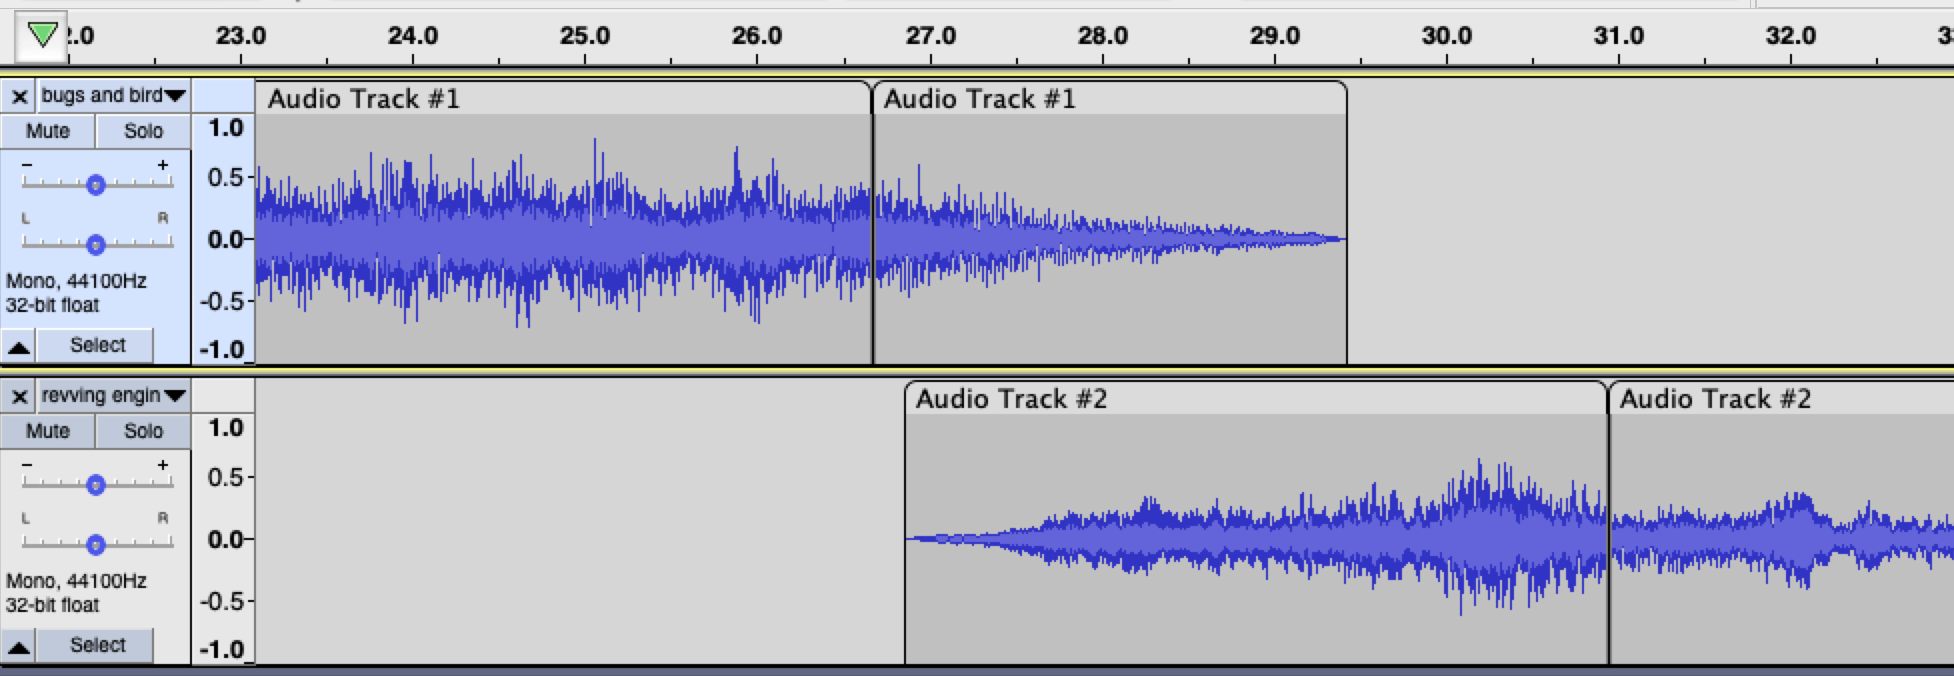 2.0 23.0 24.0 25.0 26.0 27.0 28.0 29.0 30.0 31.0 32.0
bugs and bird Audio Track #1 Audio Track #1
Mute Solo 1.0
- +
0.5
L R
0.0
Mono, 44100Hz
32-bit float -0.5
Select -1.0
revving engin Audio Track #2 Audio Track #2
Mute Solo 1.0
- +
0.5
L R
0.0
Mono, 44100Hz
32-bit float -0.5
Select -1.0